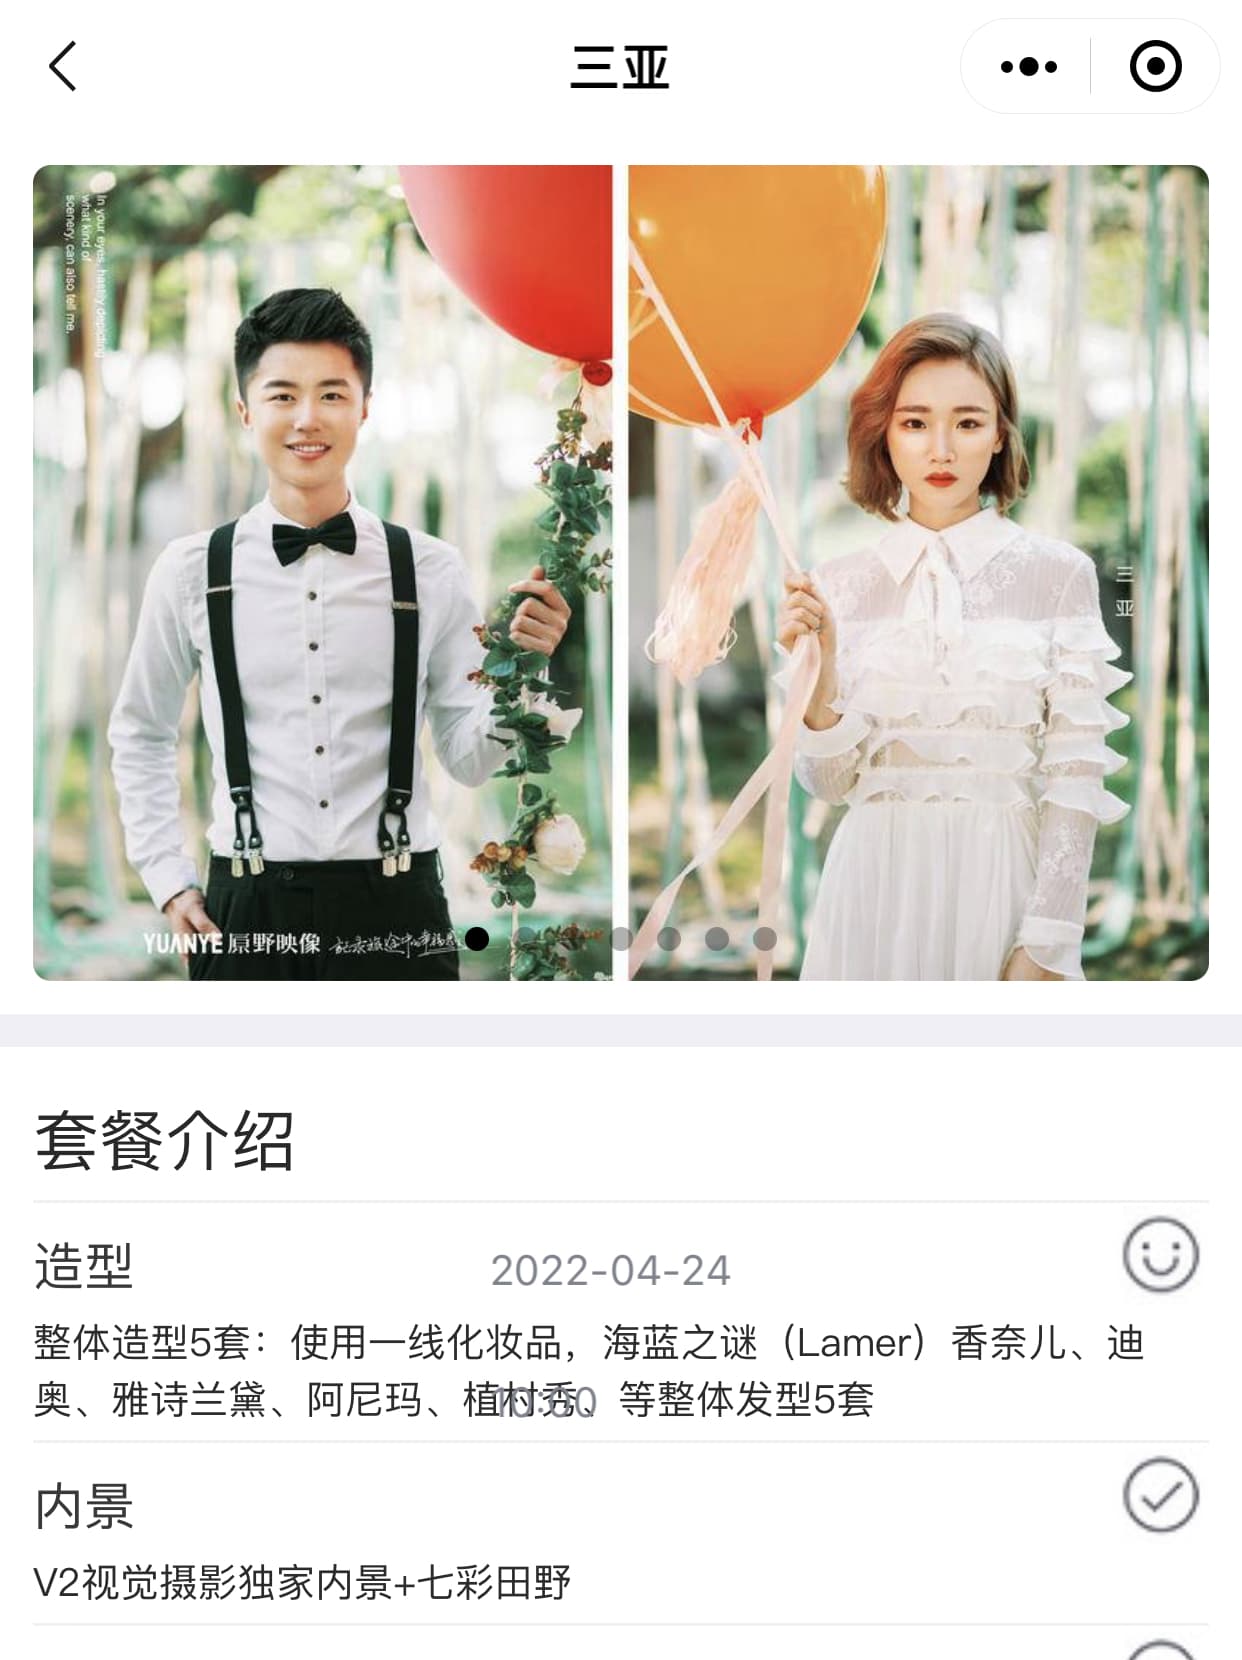 三亚
In your eyes, hastily depicting
what kind of
scenery, can also tell me.
三亚
YUANYE 原野映像
套餐介绍
造型
2022-04-24
整体造型5套：使用一线化妆品，海蓝之谜（Lamer）香奈儿、迪
奥、雅诗兰黛、阿尼玛、植村秀、等整体发型5套
10:00
内景
V2视觉摄影独家内景+七彩田野